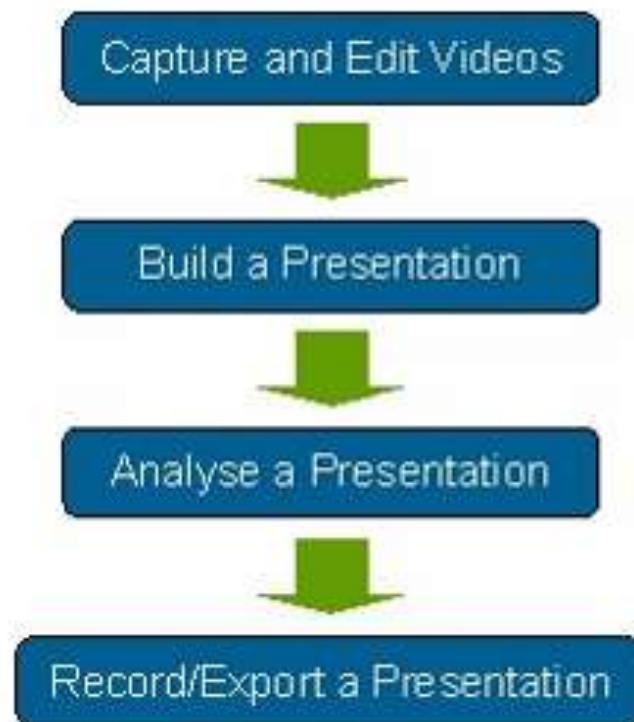 Capture and Edit Videos
Build a Presentation
Analyse a Presentation
Record/Export a Presentation